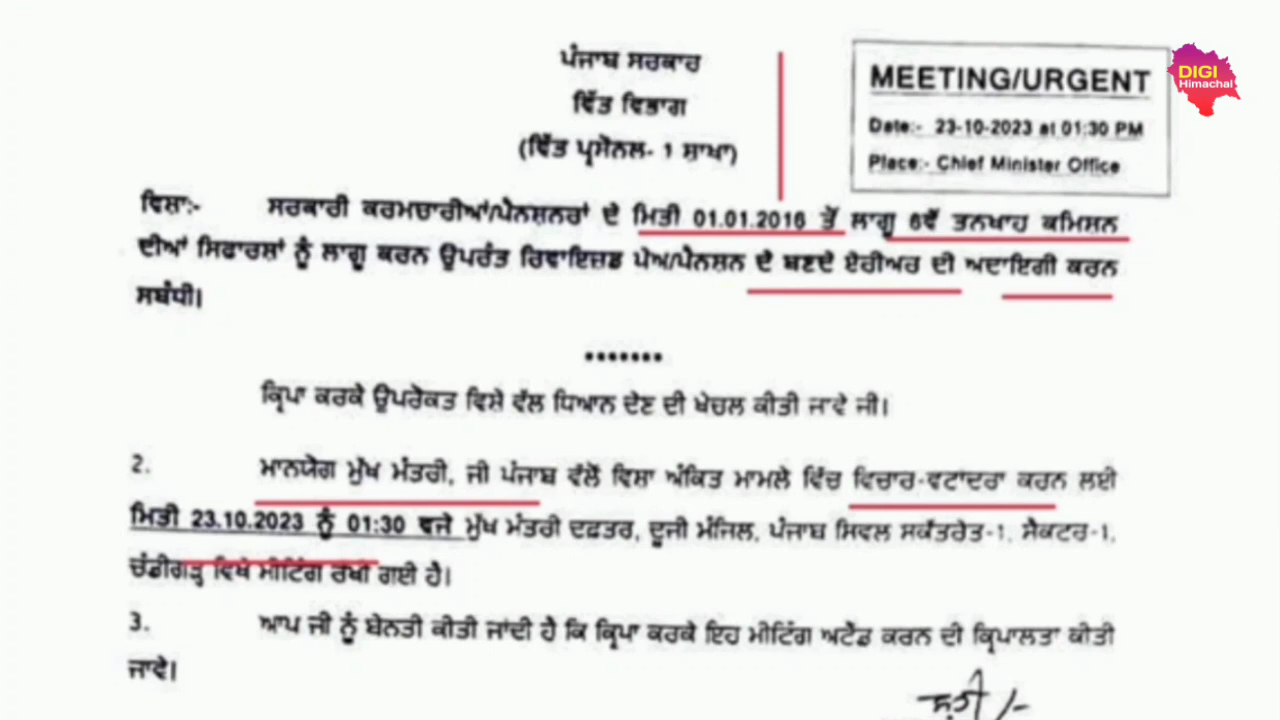 ਪੰਜਾਬ ਸਰਕਾਰ
ਵਿੱਤ ਵਿਭਾਗ
(ਵਿੱਤ ਪ੍ਰਸੋਨਲ- 1 ਸ਼ਾਖਾ)
MEETING/URGENT
Date:- 23-10-2023 at 01:30 PM
Place:- Chief Minister Office
DIGI
Himachal
ਵਿਸ਼ਾ:- ਸਰਕਾਰੀ ਕਰਮਚਾਰੀਆਂ/ਪੈਨਸ਼ਨਰਾਂ ਦੇ ਮਿਤੀ 01.01.2016 ਤੋਂ ਲਾਗੂ 6ਵੇਂ ਤਨਖਾਹ ਕਮਿਸ਼ਨ
ਦੀਆਂ ਸਿਫਾਰਸ਼ਾਂ ਨੂੰ ਲਾਗੂ ਕਰਨ ਉਪਰੰਤ ਰਿਵਾਇਜ਼ਡ ਪੇਅ/ਪੈਨਸ਼ਨ ਦੇ ਬਣਦੇ ਏਰੀਅਰ ਦੀ ਅਦਾਇਗੀ ਕਰਨ
ਸਬੰਧੀ।
•••••••
ਕ੍ਰਿਪਾ ਕਰਕੇ ਉਪਰੋਕਤ ਵਿਸ਼ੇ ਵੱਲ ਧਿਆਨ ਦੇਣ ਦੀ ਖੇਚਲ ਕੀਤੀ ਜਾਵੇ ਜੀ।
2. ਮਾਨਯੋਗ ਮੁੱਖ ਮੰਤਰੀ, ਜੀ ਪੰਜਾਬ ਵੱਲੋਂ ਵਿਸ਼ਾ ਅੰਕਿਤ ਮਾਮਲੇ ਵਿੱਚ ਵਿਚਾਰ-ਵਟਾਂਦਰਾ ਕਰਨ ਲਈ
ਮਿਤੀ 23.10.2023 ਨੂੰ 01:30 ਵਜੇ ਮੁੱਖ ਮੰਤਰੀ ਦਫ਼ਤਰ, ਦੂਜੀ ਮੰਜਿਲ, ਪੰਜਾਬ ਸਿਵਲ ਸਕੱਤਰੇਤ-1, ਸੈਕਟਰ-1,
ਚੰਡੀਗੜ੍ਹ ਵਿਖੇ ਮੀਟਿੰਗ ਰੱਖੀ ਗਈ ਹੈ।
3. ਆਪ ਜੀ ਨੂੰ ਬੇਨਤੀ ਕੀਤੀ ਜਾਂਦੀ ਹੈ ਕਿ ਕ੍ਰਿਪਾ ਕਰਕੇ ਇਹ ਮੀਟਿੰਗ ਅਟੈਂਡ ਕਰਨ ਦੀ ਕ੍ਰਿਪਾਲਤਾ ਕੀਤੀ
ਜਾਵੇ।